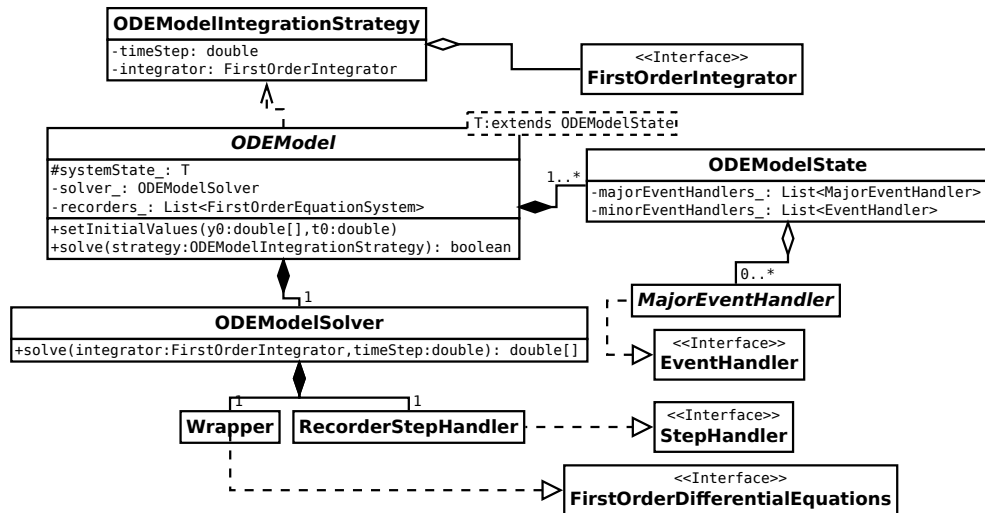 ODEModelIntegrationStrategy
-timeStep: double
-integrator: FirstOrderIntegrator
<<Interface>>
FirstOrderIntegrator
T:extends ODEModelState
ODEModel
#systemState_: T
-solver_: ODEModelSolver
-recorders_: List<FirstOrderEquationSystem>
+setInitialValues(y0:double[],t0:double)
+solve(strategy:ODEModelIntegrationStrategy): boolean
1..*
ODEModelState
-majorEventHandlers_: List<MajorEventHandler>
-minorEventHandlers_: List<EventHandler>
0..*
MajorEventHandler
1
ODEModelSolver
+solve(integrator:FirstOrderIntegrator,timeStep:double): double[]
<<Interface>>
EventHandler
1
1
Wrapper
RecorderStepHandler
<<Interface>>
StepHandler
<<Interface>>
FirstOrderDifferentialEquations